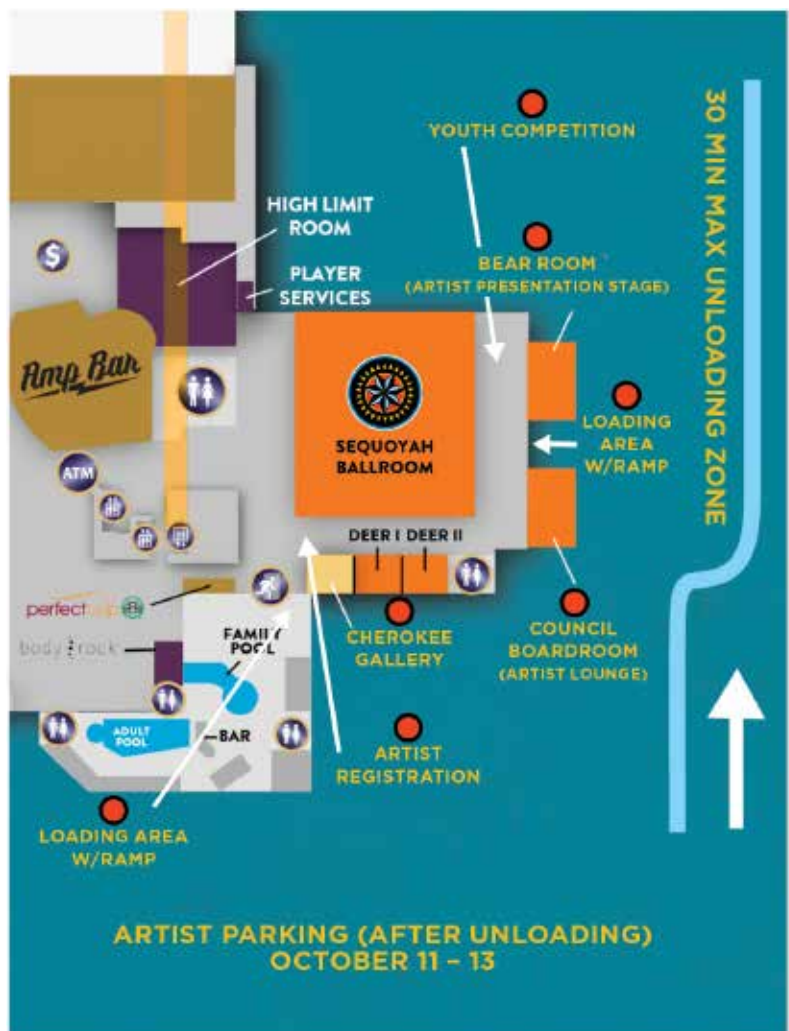 YOUTH COMPETITION
30 MIN MAX UNLOADING ZONE
HIGH LIMIT
ROOM
BEAR ROOM
(ARTIST PRESENTATION STAGE)
PLAYER
SERVICES
$
Amp Bar
SEQUOYAH
BALLROOM
LOADING
AREA
W/RAMP
ATM
DEER I
DEER II
perfect
body rock
FAMILY
POOL
CHEROKEE
GALLERY
COUNCIL
BOARDROOM
(ARTIST LOUNGE)
ADULT
POOL
BAR
ARTIST
REGISTRATION
LOADING AREA
W/RAMP
ARTIST PARKING (AFTER UNLOADING)
OCTOBER 11 – 13